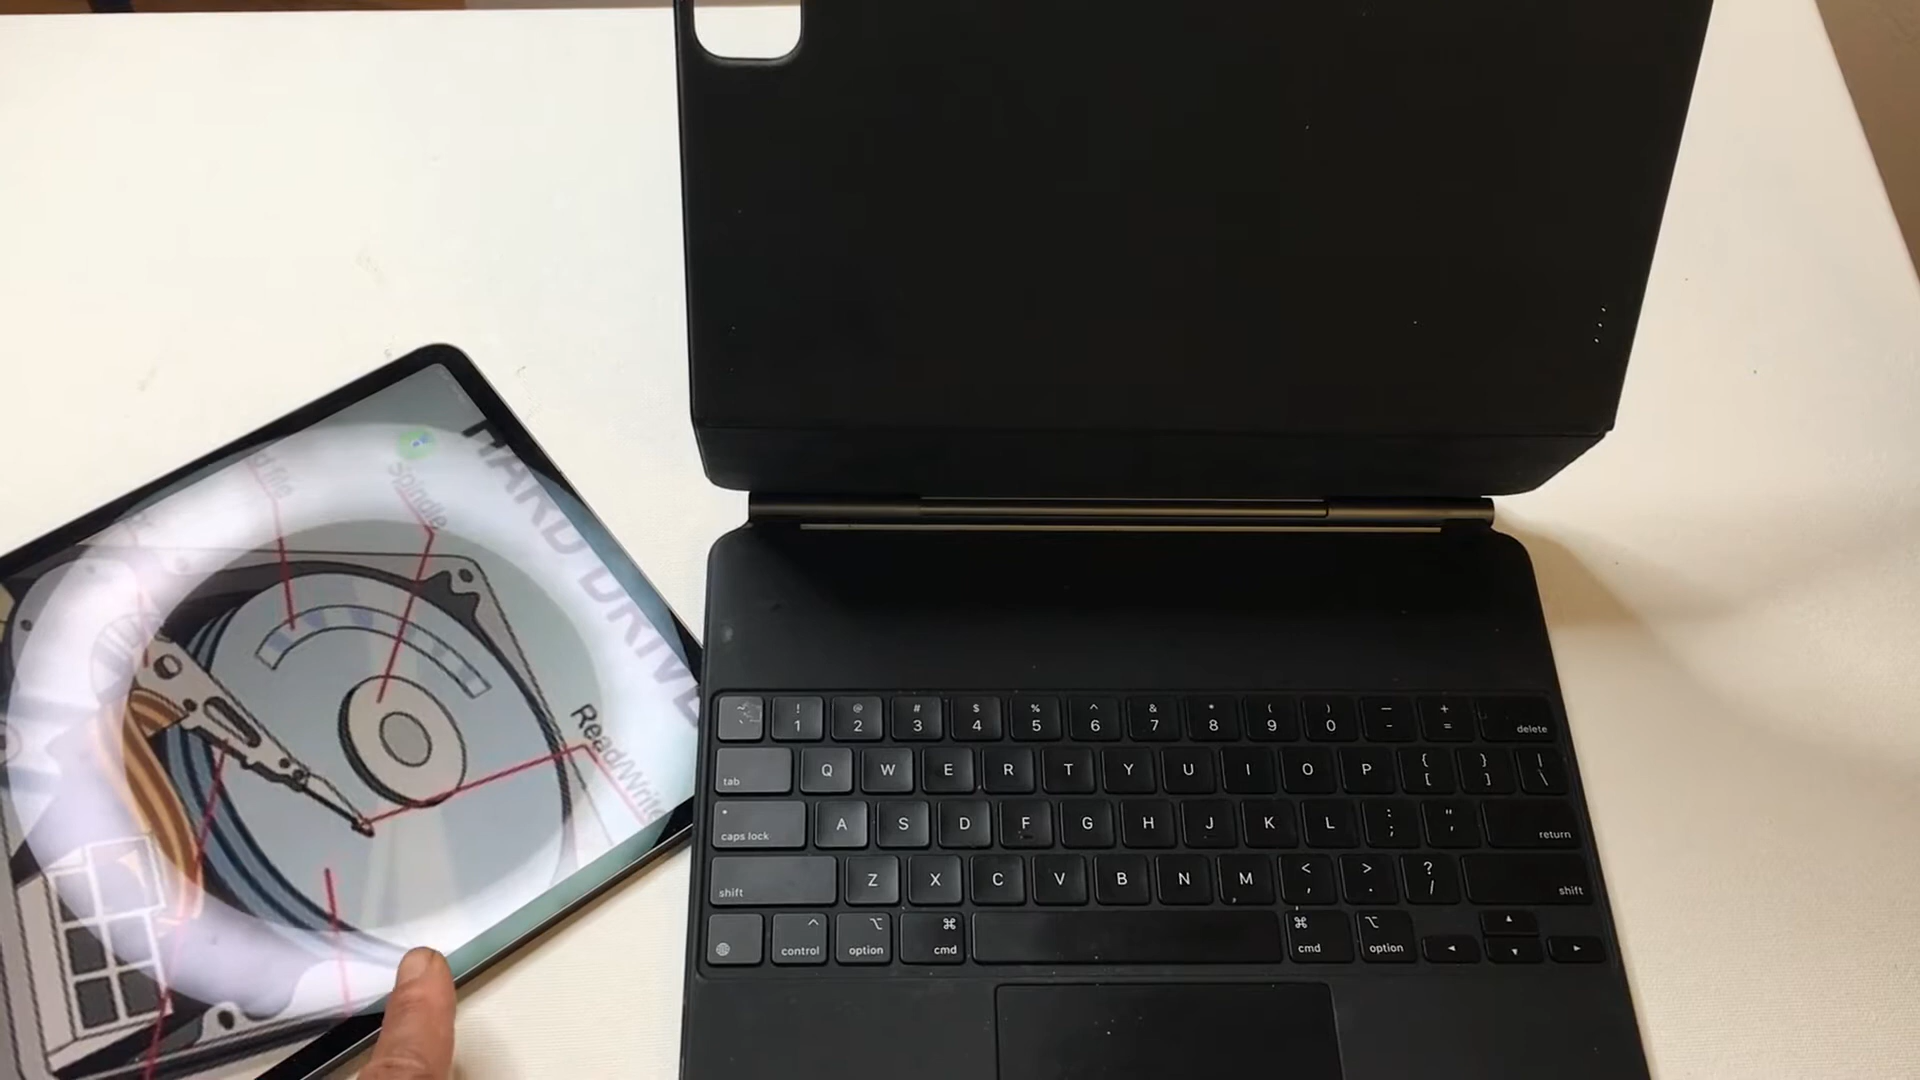 HARD DRIVE
Spindle
Read/Write
~ `
! 1 @ 2 # 3 $ 4 % 5 ^ 6 & 7 * 8 ( 9 ) 0 — - + = delete
tab Q W E R T Y U I O P { [ } ] | \
caps lock A S D F G H J K L : ; " ' return
shift Z X C V B N M < , > . ? / shift
control ^ option ⌥ cmd ⌘ cmd ⌘ option ⌥ ◄ ▲ ▼ ►